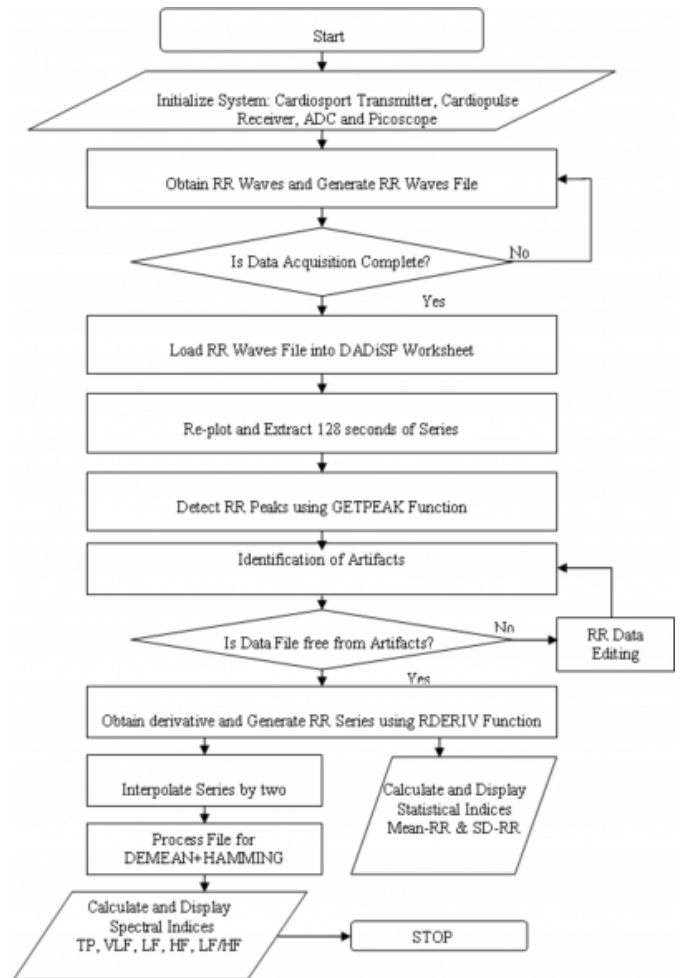 Start
Initialize System: Cardiosport Transmitter, Cardiopulse
Receiver, ADC and Picoscope
Obtain RR Waves and Generate RR Waves File
No
Is Data Acquisition Complete?
Yes
Load RR Waves File into DADiSP Worksheet
Re-plot and Extract 128 seconds of Series
Detect RR Peaks using GETPEAK Function
Identification of Artifacts
Is Data File free from Artifacts?
No
RR Data
Editing
Yes
Obtain derivative and Generate RR Series using RDERIV Function
Interpolate Series by two
Calculate and Display
Statistical Indices
Mean-RR & SD-RR
Process File for
DEMEAN+HAMMING
Calculate and Display
Spectral Indices
TP, VLF, LF, HF, LF/HF
STOP